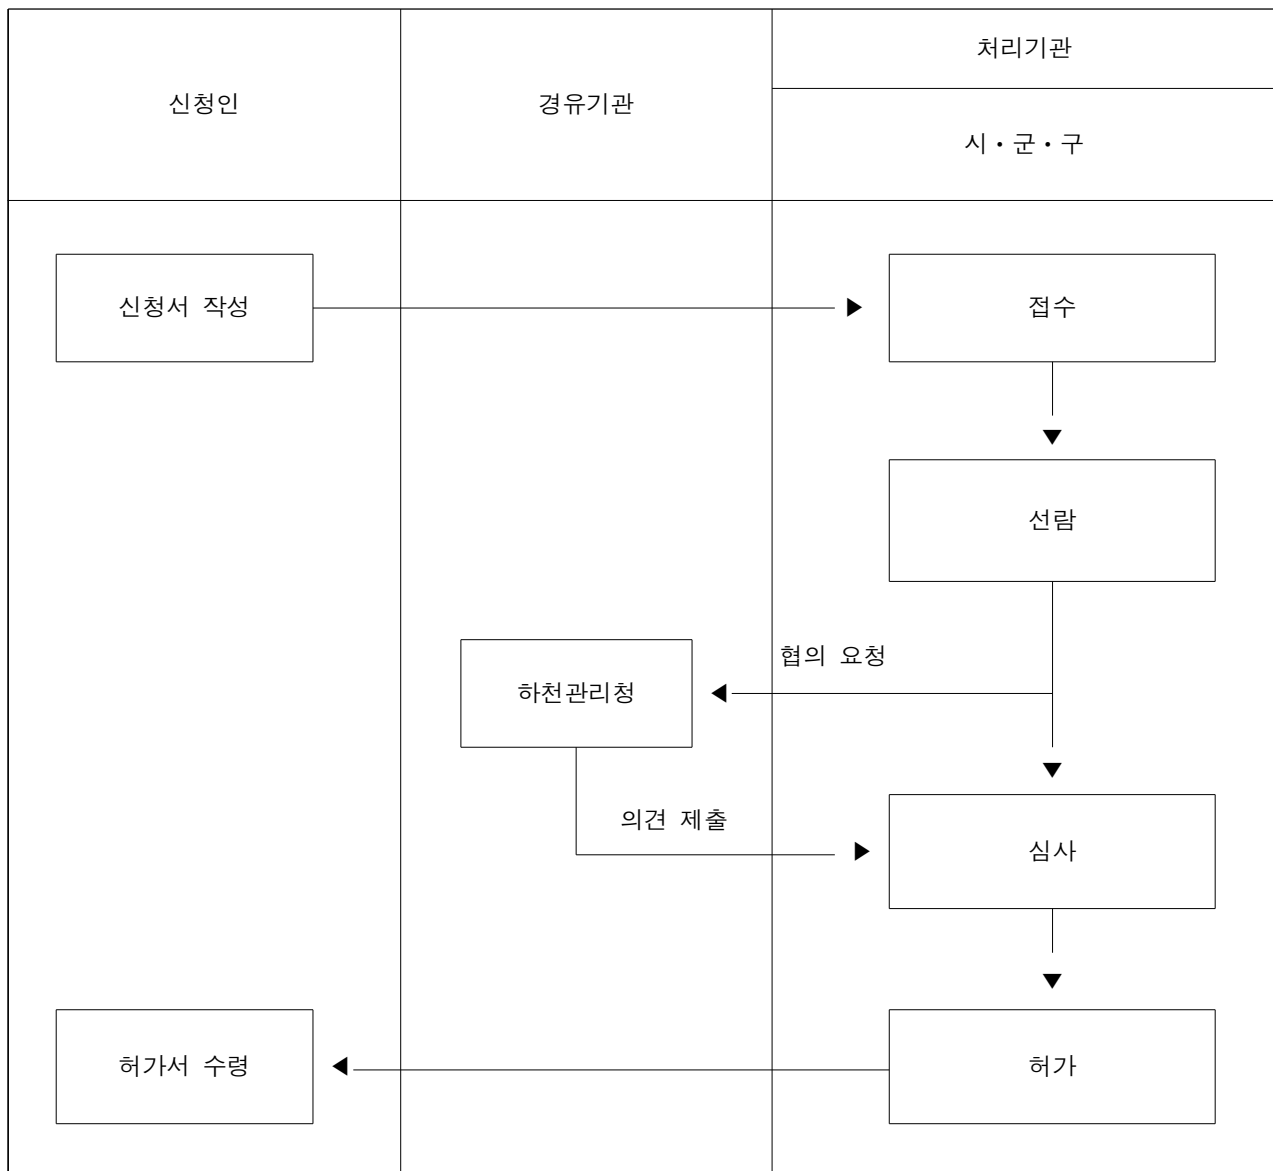 신청인
경유기관
처리기관
시・군・구
신청서 작성
접수
선람
협의 요청
하천관리청
의견 제출
심사
허가서 수령
허가